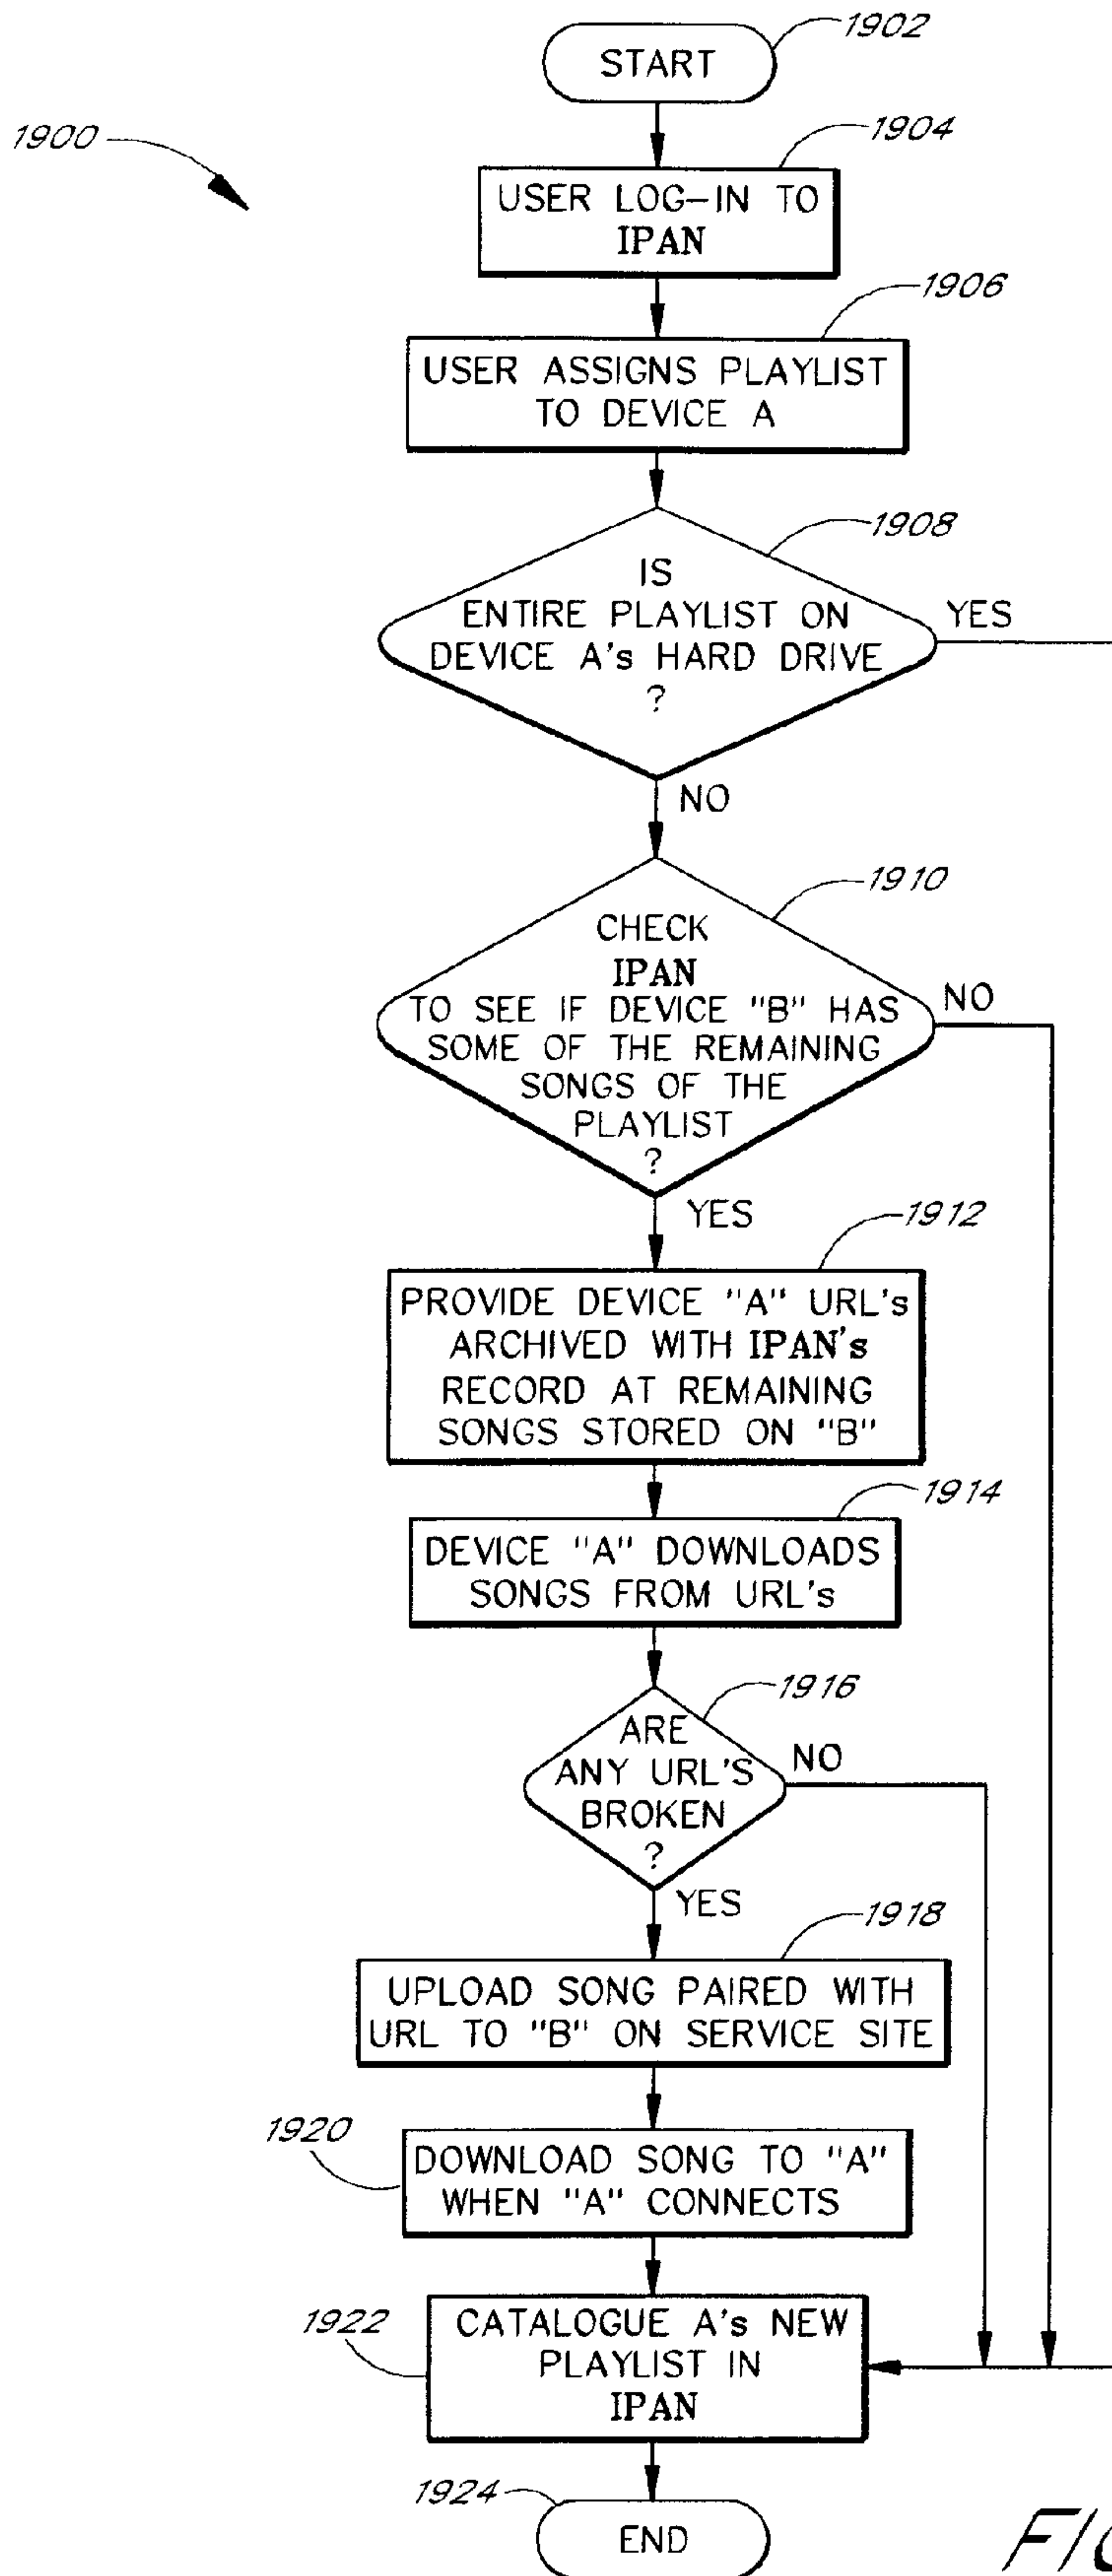 1902
START
1900
1904
USER LOG-IN TO
IPAN
1906
USER ASSIGNS PLAYLIST
TO DEVICE A
1908
IS
ENTIRE PLAYLIST ON
DEVICE A's HARD DRIVE
?
YES
NO
1910
CHECK
IPAN
TO SEE IF DEVICE "B" HAS
SOME OF THE REMAINING
SONGS OF THE
PLAYLIST
?
NO
YES
1912
PROVIDE DEVICE "A" URL's
ARCHIVED WITH IPAN's
RECORD AT REMAINING
SONGS STORED ON "B"
1914
DEVICE "A" DOWNLOADS
SONGS FROM URL's
1916
ARE
ANY URL'S
BROKEN
?
NO
YES
1918
UPLOAD SONG PAIRED WITH
URL TO "B" ON SERVICE SITE
1920
DOWNLOAD SONG TO "A"
WHEN "A" CONNECTS
1922
CATALOGUE A's NEW
PLAYLIST IN
IPAN
1924
END